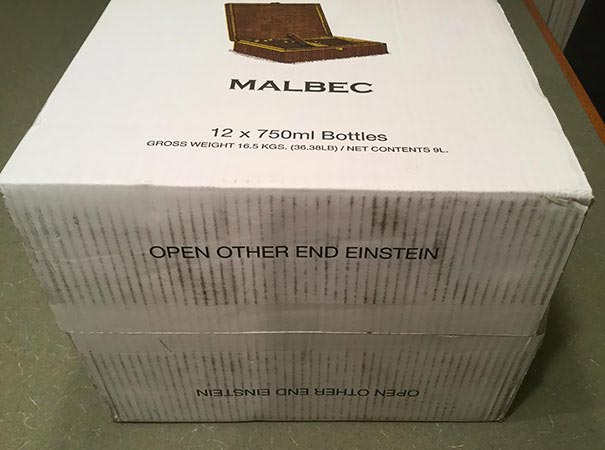 MALBEC
12 x 750ml Bottles
GROSS WEIGHT 16.5 KGS. (36.38LB) / NET CONTENTS 9L.
OPEN OTHER END EINSTEIN
OPEN OTHER END EINSTEIN